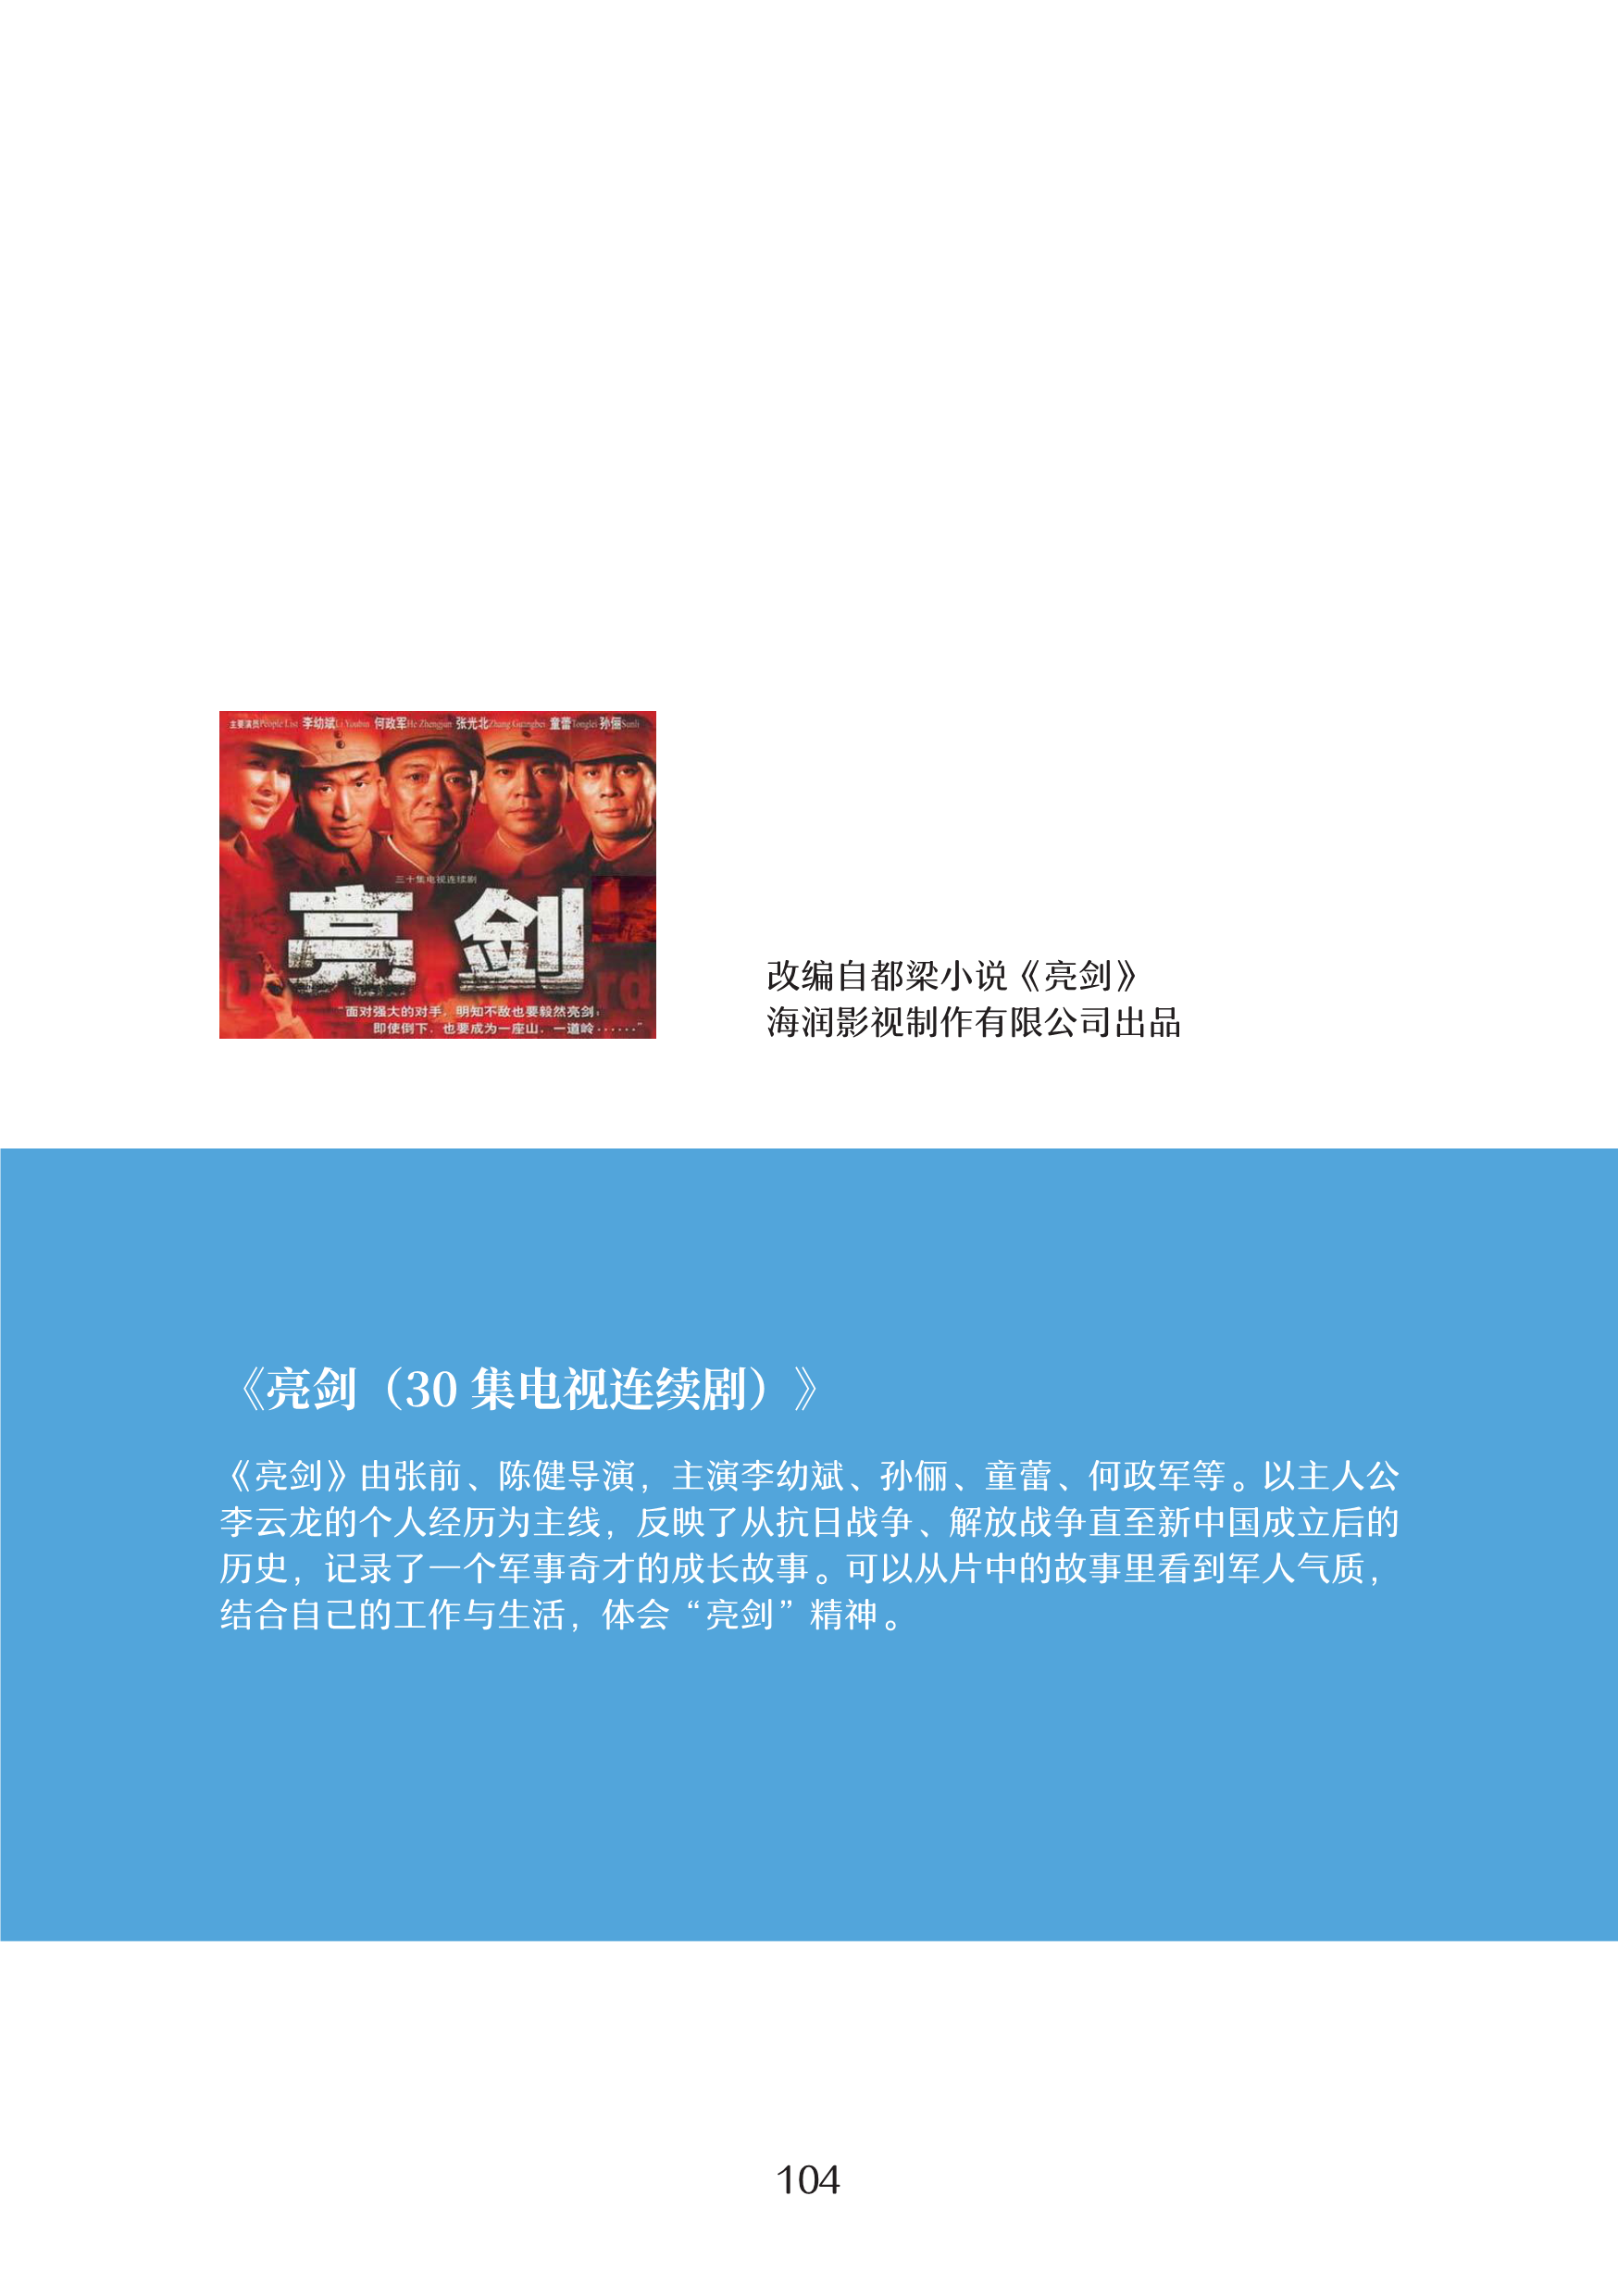 主要演员People List 李幼斌Li Youbin 何政军He Zhengjun 张光北Zhang Guangbei 童蕾Tonglei 孙俪Sunli
三十集电视连续剧
亮剑
“面对强大的对手，明知不敌也要毅然亮剑；
即使倒下，也要成为一座山，一道岭……”
改编自都梁小说《亮剑》
海润影视制作有限公司出品
《亮剑（30 集电视连续剧）》
《亮剑》由张前、陈健导演，主演李幼斌、孙俪、童蕾、何政军等。以主人公
李云龙的个人经历为主线，反映了从抗日战争、解放战争直至新中国成立后的
历史，记录了一个军事奇才的成长故事。可以从片中的故事里看到军人气质，
结合自己的工作与生活，体会“亮剑”精神。
104